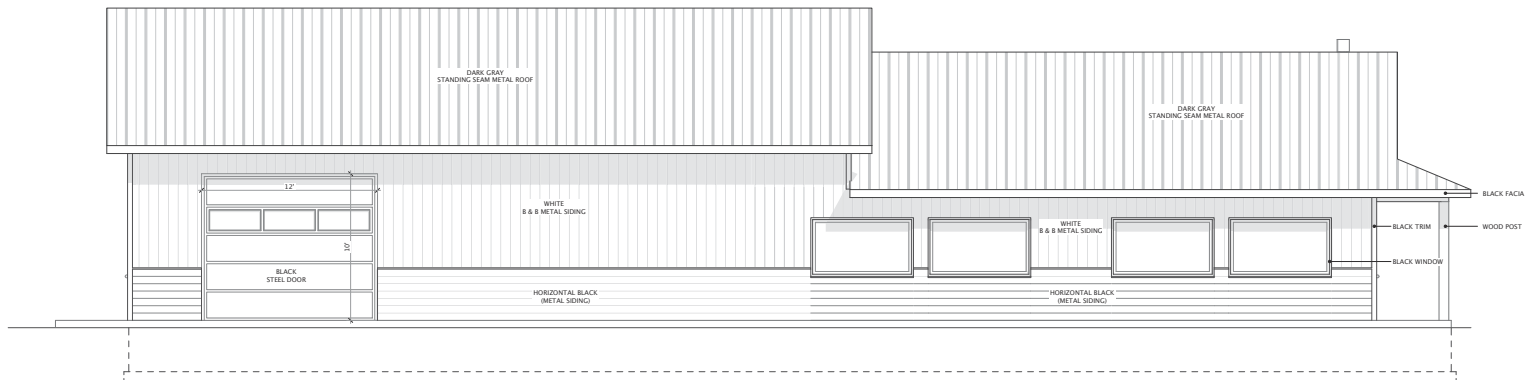 DARK GRAY
STANDING SEAM METAL ROOF
DARK GRAY
STANDING SEAM METAL ROOF
12'
10'
WHITE
B & B METAL SIDING
WHITE
B & B METAL SIDING
BLACK FACIA
BLACK TRIM
WOOD POST
BLACK WINDOW
BLACK
STEEL DOOR
HORIZONTAL BLACK
(METAL SIDING)
HORIZONTAL BLACK
(METAL SIDING)